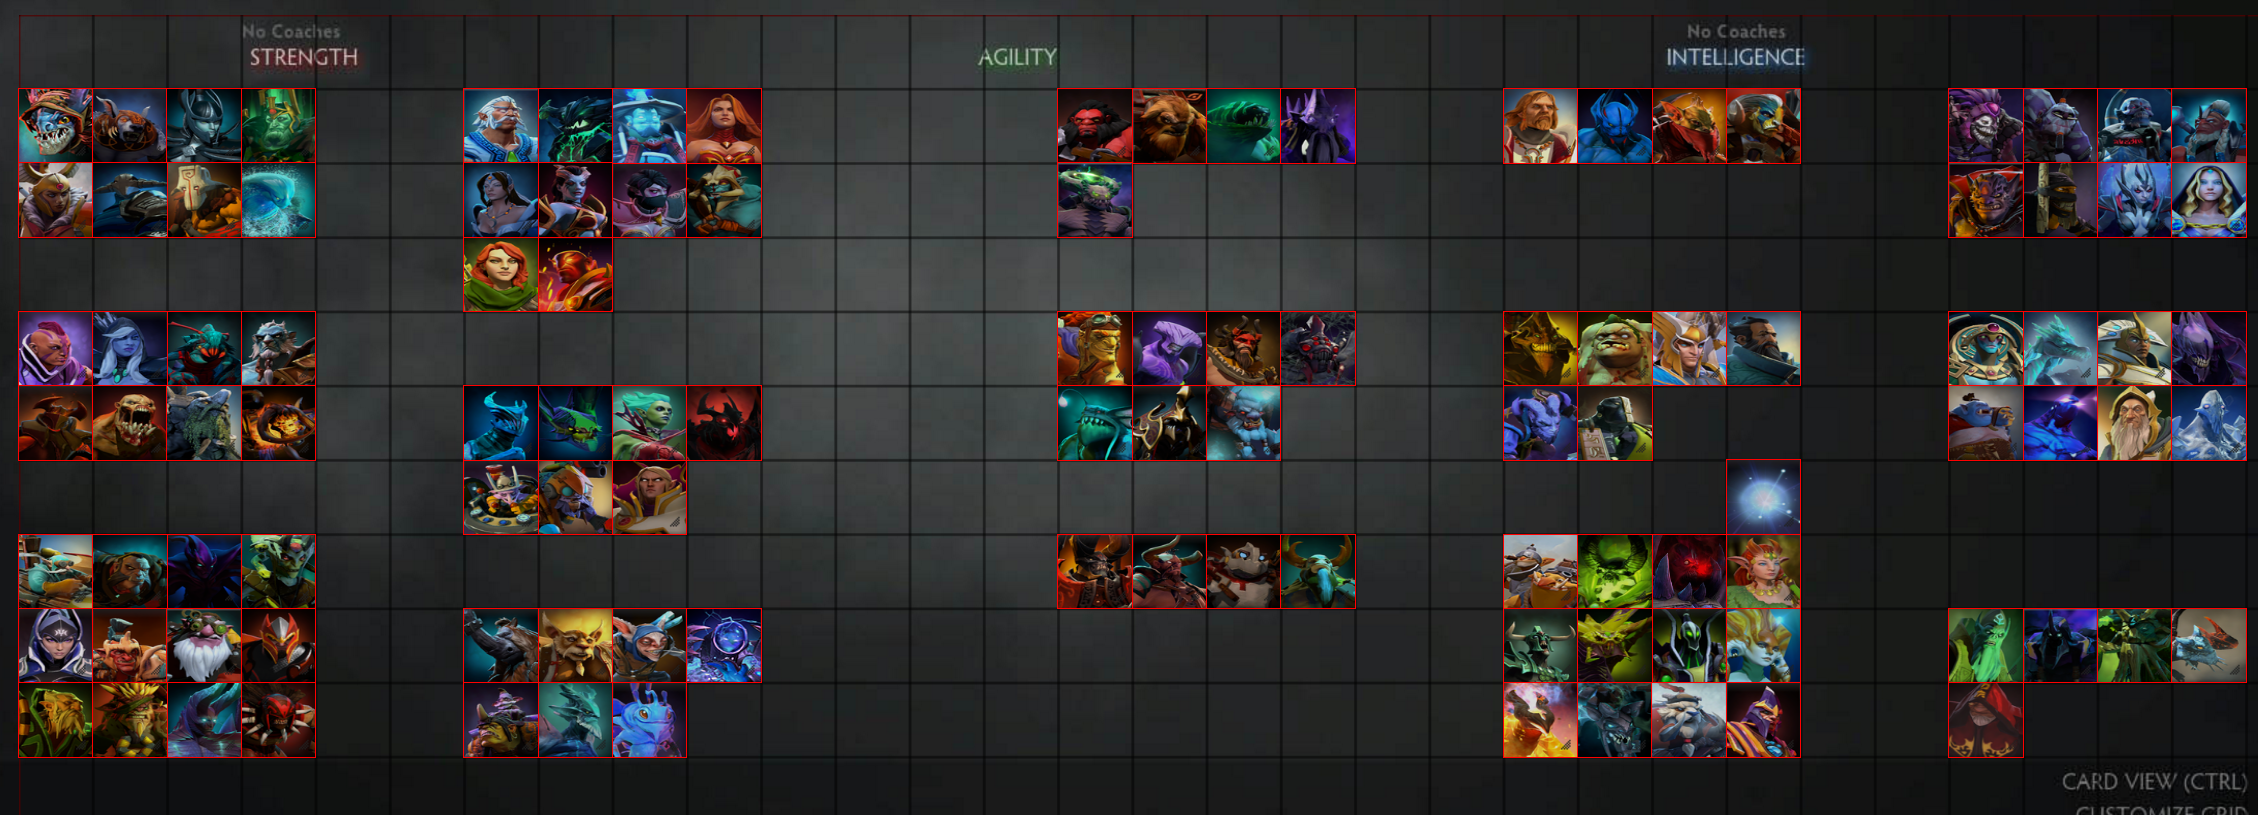 No Coaches
STRENGTH
AGILITY
No Coaches
INTELLIGENCE
CARD VIEW (CTRL)
CUSTOMIZE GRID